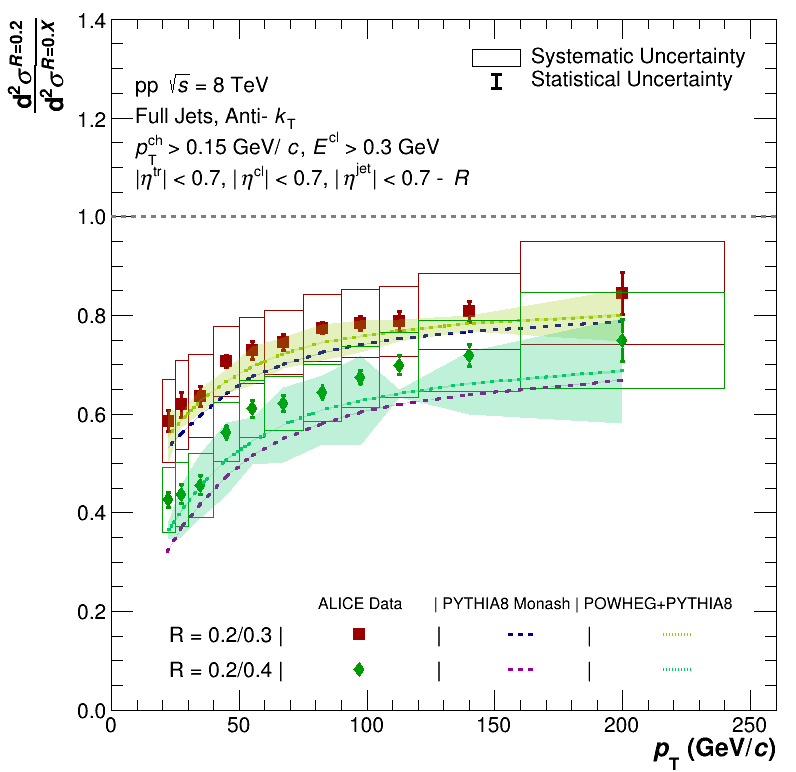 d²σ^R=0.2
d²σ^R=0.X
1.4
1.2
1.0
0.8
0.6
0.4
0.2
0.0
Systematic Uncertainty
Statistical Uncertainty
pp √s = 8 TeV
Full Jets, Anti- k_T
p_T^ch > 0.15 GeV/ c, E^cl > 0.3 GeV
|η^tr| < 0.7, |η^cl| < 0.7, |η^jet| < 0.7 - R
ALICE Data | PYTHIA8 Monash | POWHEG+PYTHIA8
R = 0.2/0.3 | | |
R = 0.2/0.4 | | |
0 50 100 150 200 250
p_T (GeV/c)